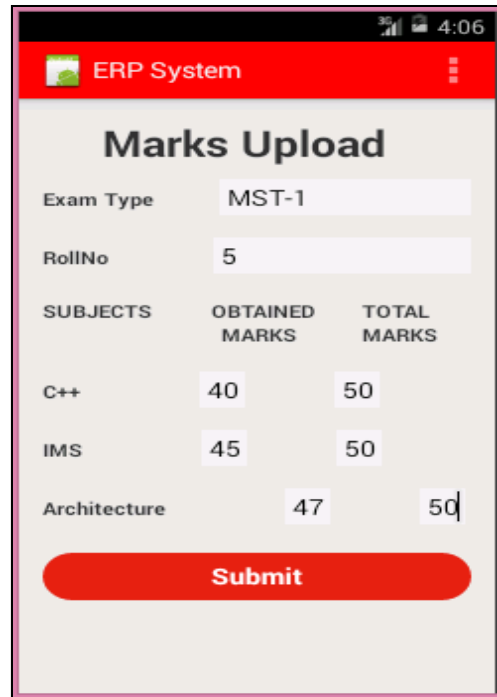 3G 4:06
ERP System
Marks Upload
Exam Type MST-1
RollNo 5
SUBJECTS OBTAINED MARKS TOTAL MARKS
C++ 40 50
IMS 45 50
Architecture 47 50
Submit